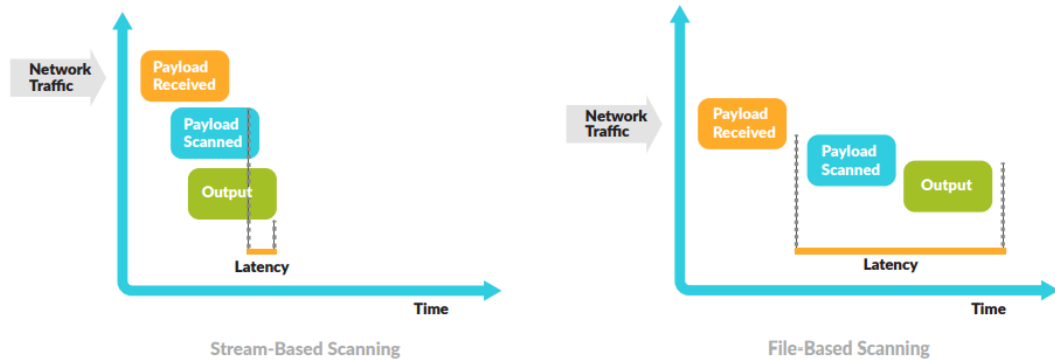 Network
Traffic
Payload
Received
Payload
Scanned
Output
Latency
Time
Stream-Based Scanning
Network
Traffic
Payload
Received
Payload
Scanned
Output
Latency
Time
File-Based Scanning